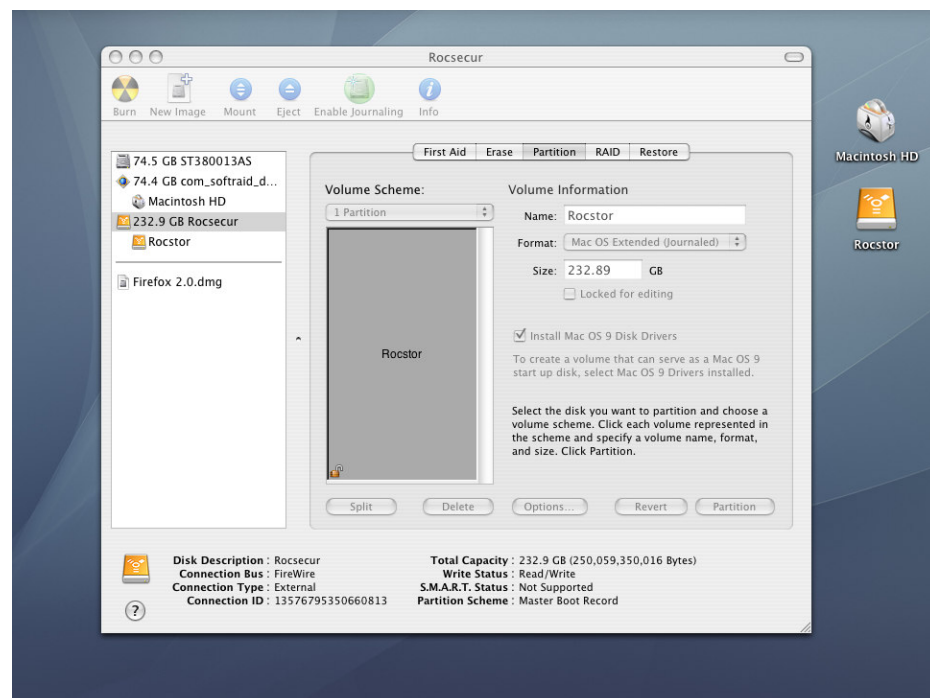 Rocsecur
Burn New Image Mount Eject Enable Journaling Info
First Aid Erase Partition RAID Restore
74.5 GB ST380013AS
74.4 GB com_softraid_d...
Macintosh HD
232.9 GB Rocsecur
Rocstor
Firefox 2.0.dmg
Volume Scheme:
1 Partition
Rocstor
Volume Information
Name: Rocstor
Format: Mac OS Extended (Journaled)
Size: 232.89 GB
Locked for editing
Install Mac OS 9 Disk Drivers
To create a volume that can serve as a Mac OS 9
start up disk, select Mac OS 9 Drivers installed.
Select the disk you want to partition and choose a
volume scheme. Click each volume represented in
the scheme and specify a volume name, format,
and size. Click Partition.
Split Delete Options... Revert Partition
Disk Description : Rocsecur
Connection Bus : FireWire
Connection Type : External
Connection ID : 13576795350660813
Total Capacity : 232.9 GB (250,059,350,016 Bytes)
Write Status : Read/Write
S.M.A.R.T. Status : Not Supported
Partition Scheme : Master Boot Record
?
Macintosh HD
Rocstor